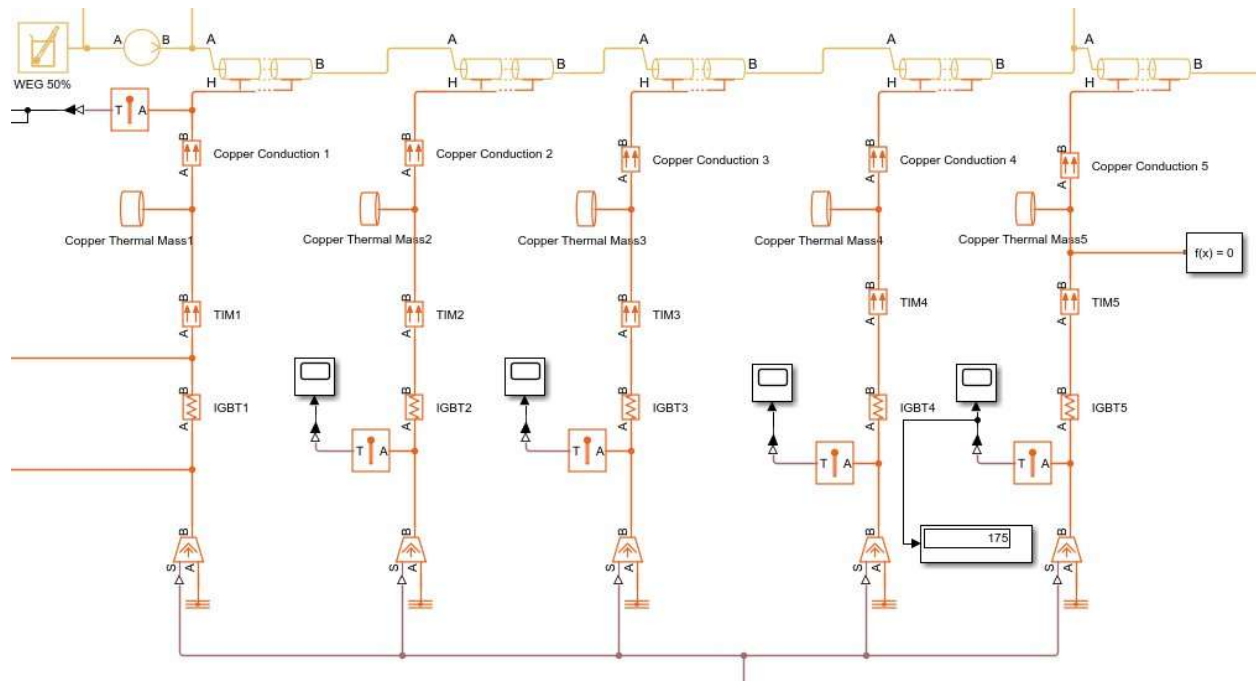 A B A B A B A B A B A B
WEG 50% H H H H H
T A
B B B B B
Copper Conduction 1 Copper Conduction 2 Copper Conduction 3 Copper Conduction 4 Copper Conduction 5
A A A A A
Copper Thermal Mass1 Copper Thermal Mass2 Copper Thermal Mass3 Copper Thermal Mass4 Copper Thermal Mass5
f(x) = 0
B B B B B
TIM1 TIM2 TIM3 TIM4 TIM5
A A A A A
B B B B B
IGBT1 IGBT2 IGBT3 IGBT4 IGBT5
A A A A A
T A T A T A T A
B B B B B
175
S A S A S A S A S A